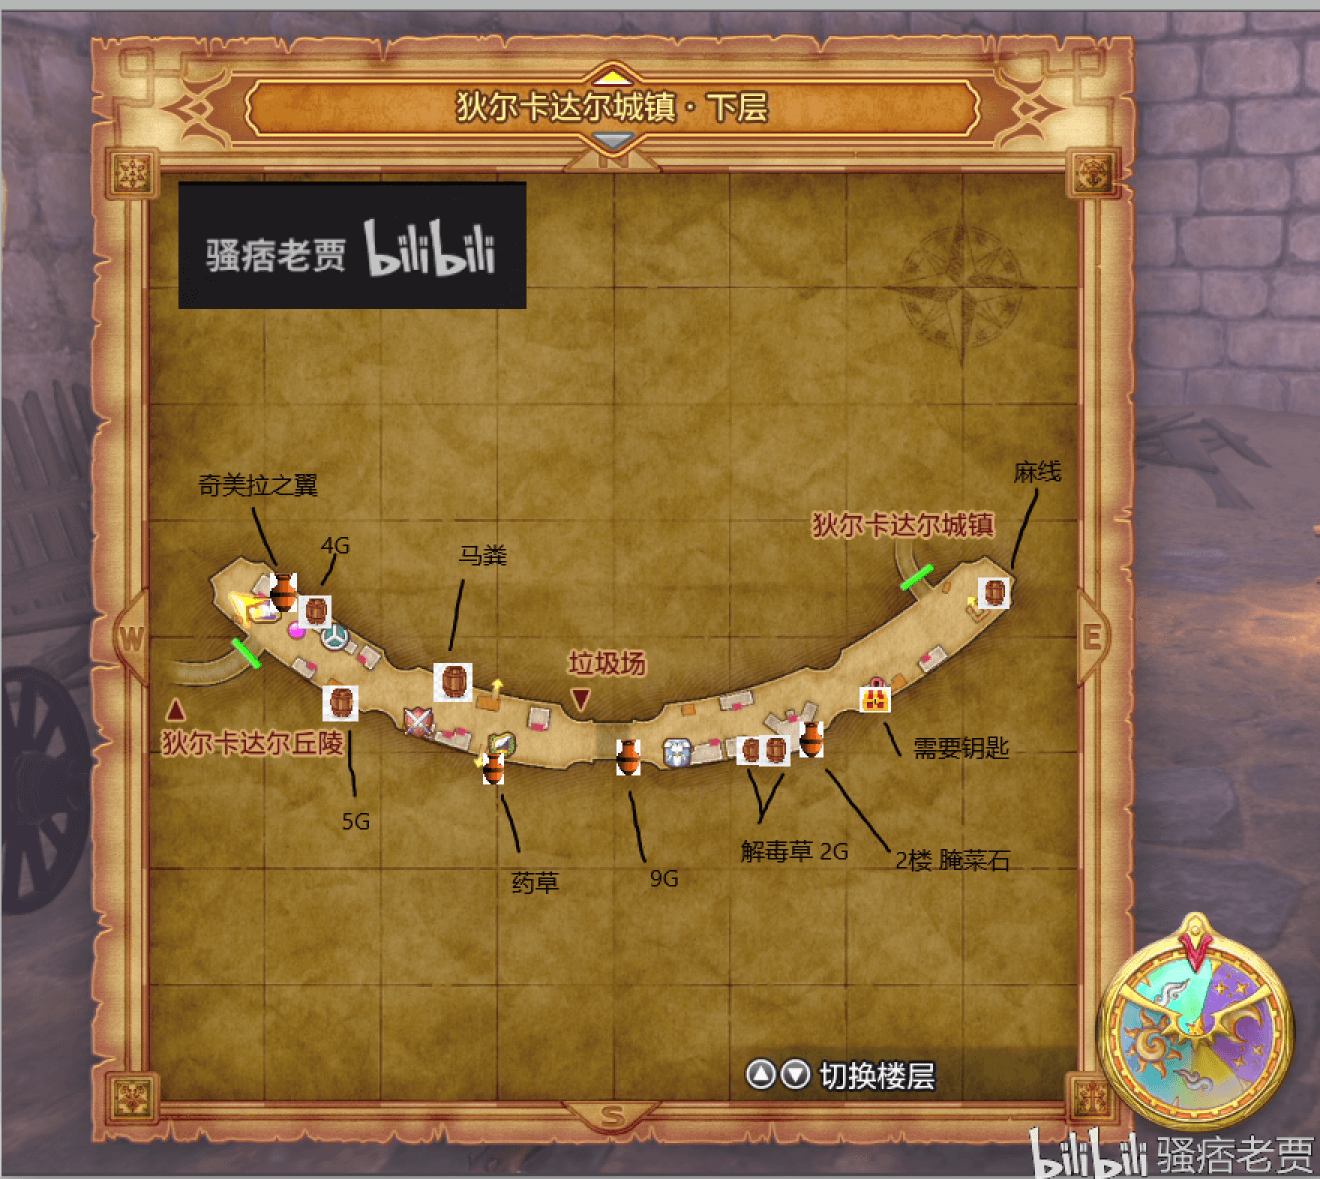 狄尔卡达尔城镇·下层
N
骚痞老贾 bilibili
奇美拉之翼
麻线
狄尔卡达尔城镇
4G
马粪
W
E
垃圾场
狄尔卡达尔丘陵
需要钥匙
5G
解毒草 2G
2楼 腌菜石
药草
9G
切换楼层
S
bilibili 骚痞老贾